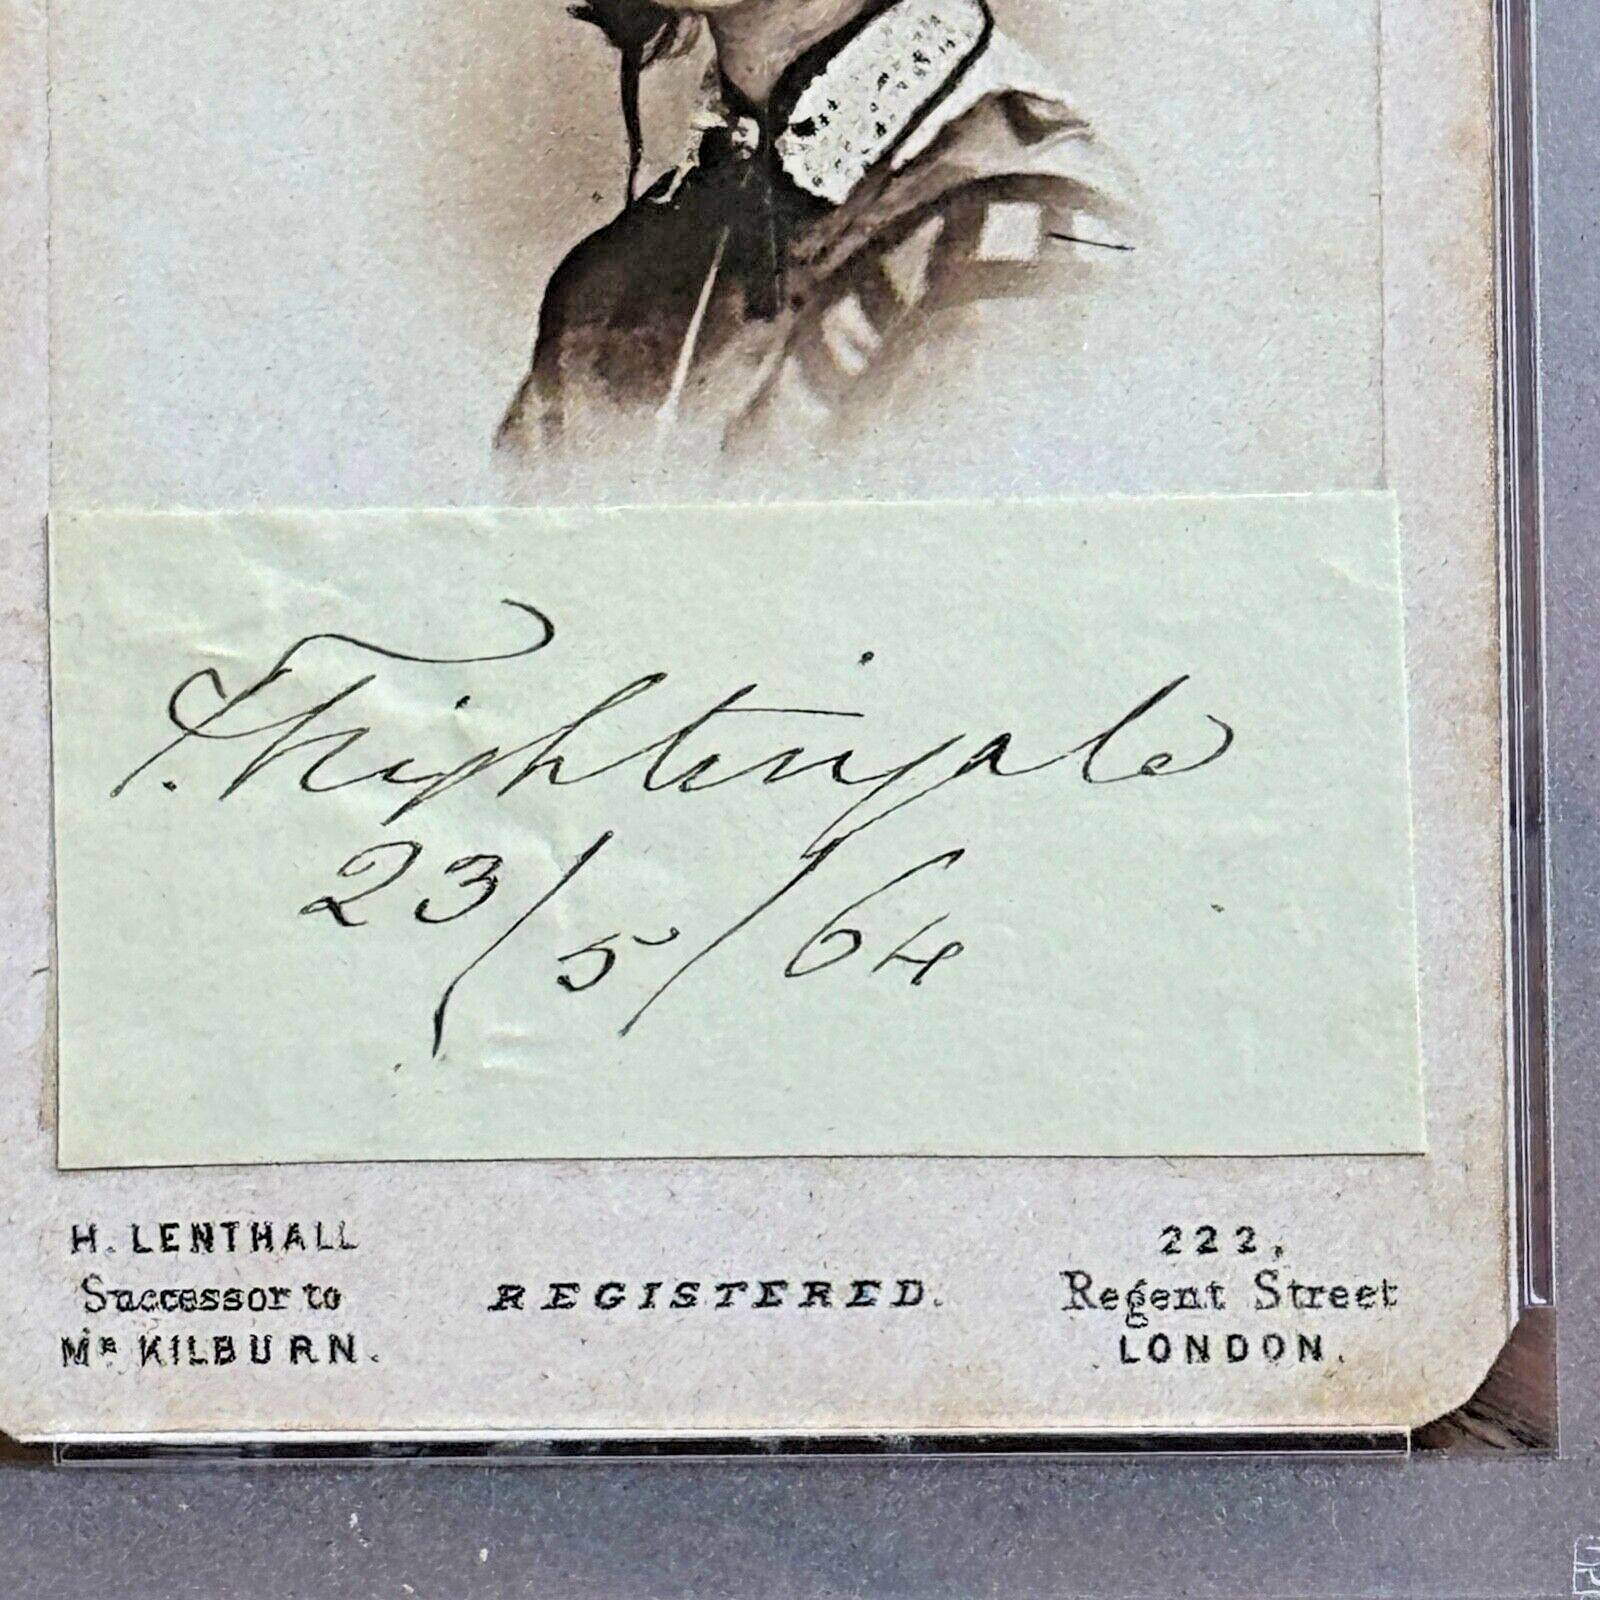 F. Nightingale
23/5/64
H. LENTHALL
Successor to
MR KILBURN.
REGISTERED.
222,
Regent Street
LONDON.